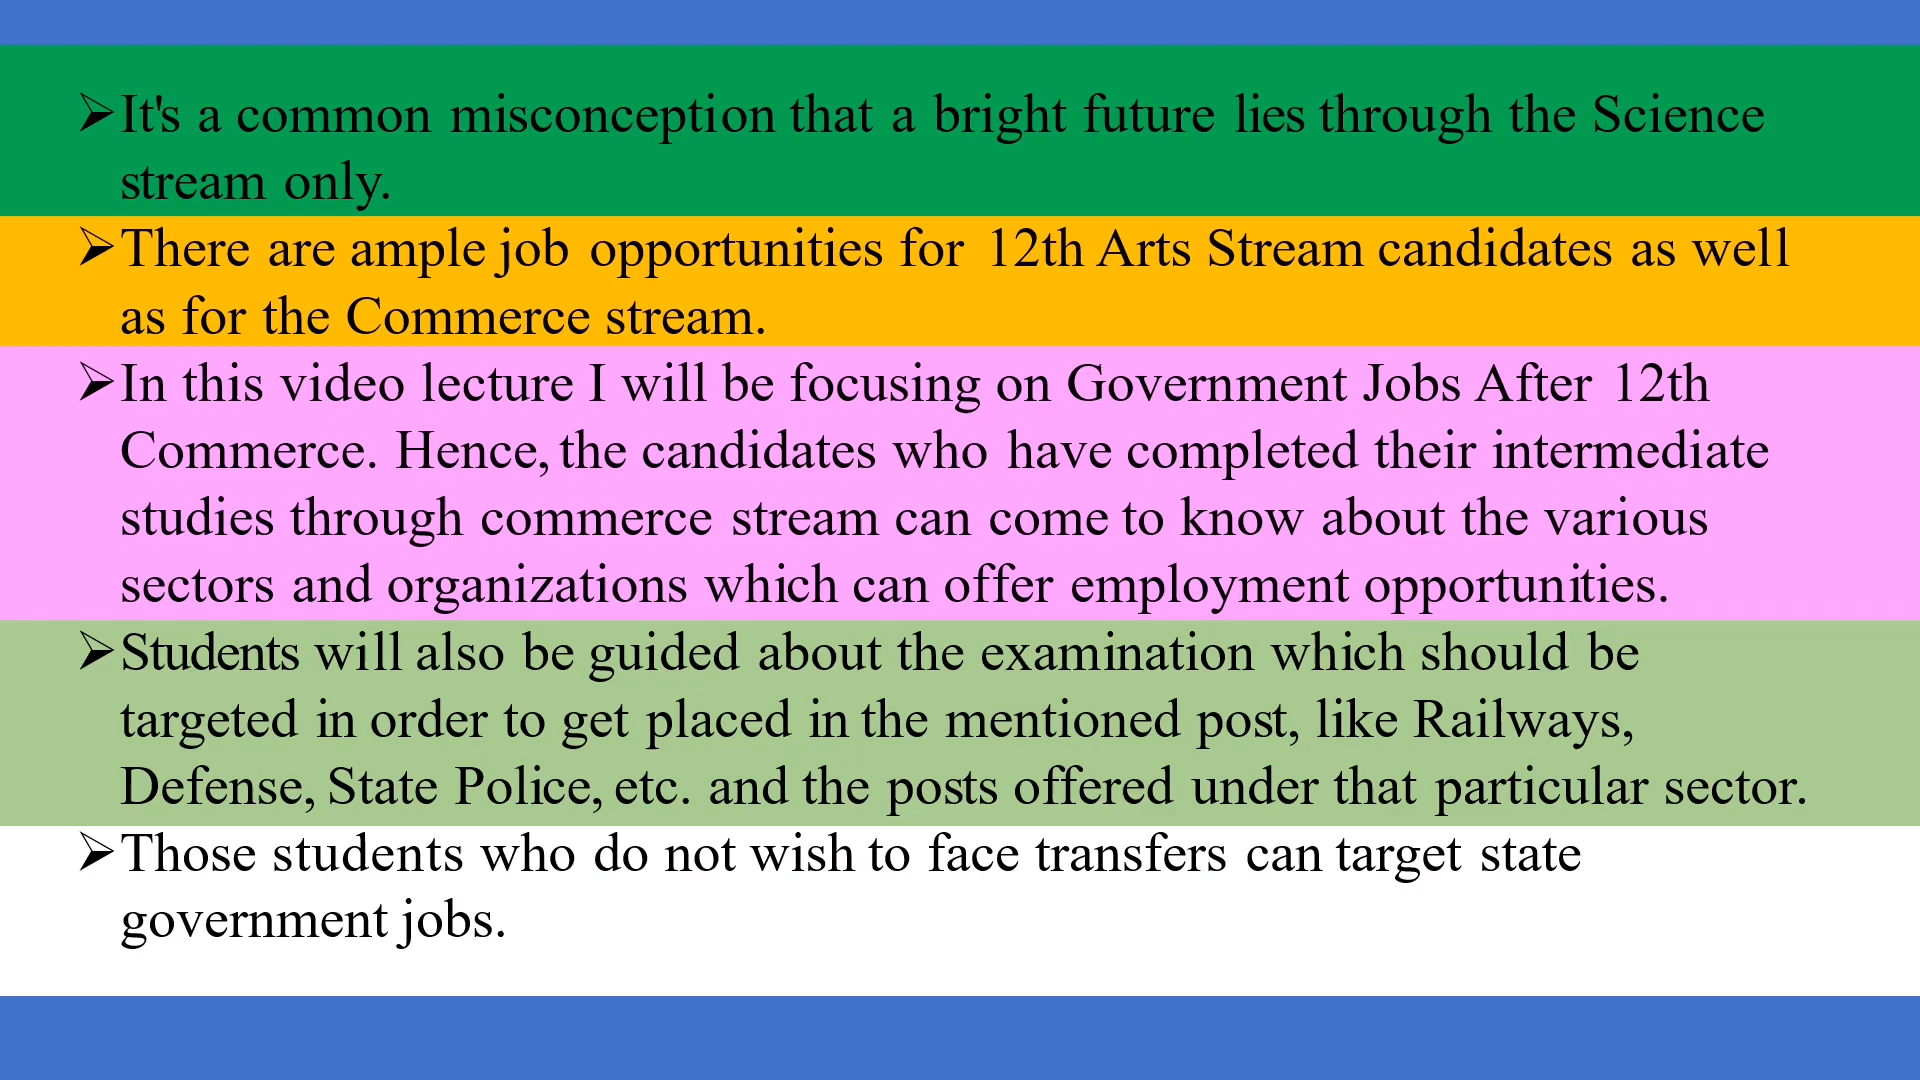 ➢It's a common misconception that a bright future lies through the Science
stream only.
➢There are ample job opportunities for 12th Arts Stream candidates as well
as for the Commerce stream.
➢In this video lecture I will be focusing on Government Jobs After 12th
Commerce. Hence, the candidates who have completed their intermediate
studies through commerce stream can come to know about the various
sectors and organizations which can offer employment opportunities.
➢Students will also be guided about the examination which should be
targeted in order to get placed in the mentioned post, like Railways,
Defense, State Police, etc. and the posts offered under that particular sector.
➢Those students who do not wish to face transfers can target state
government jobs.